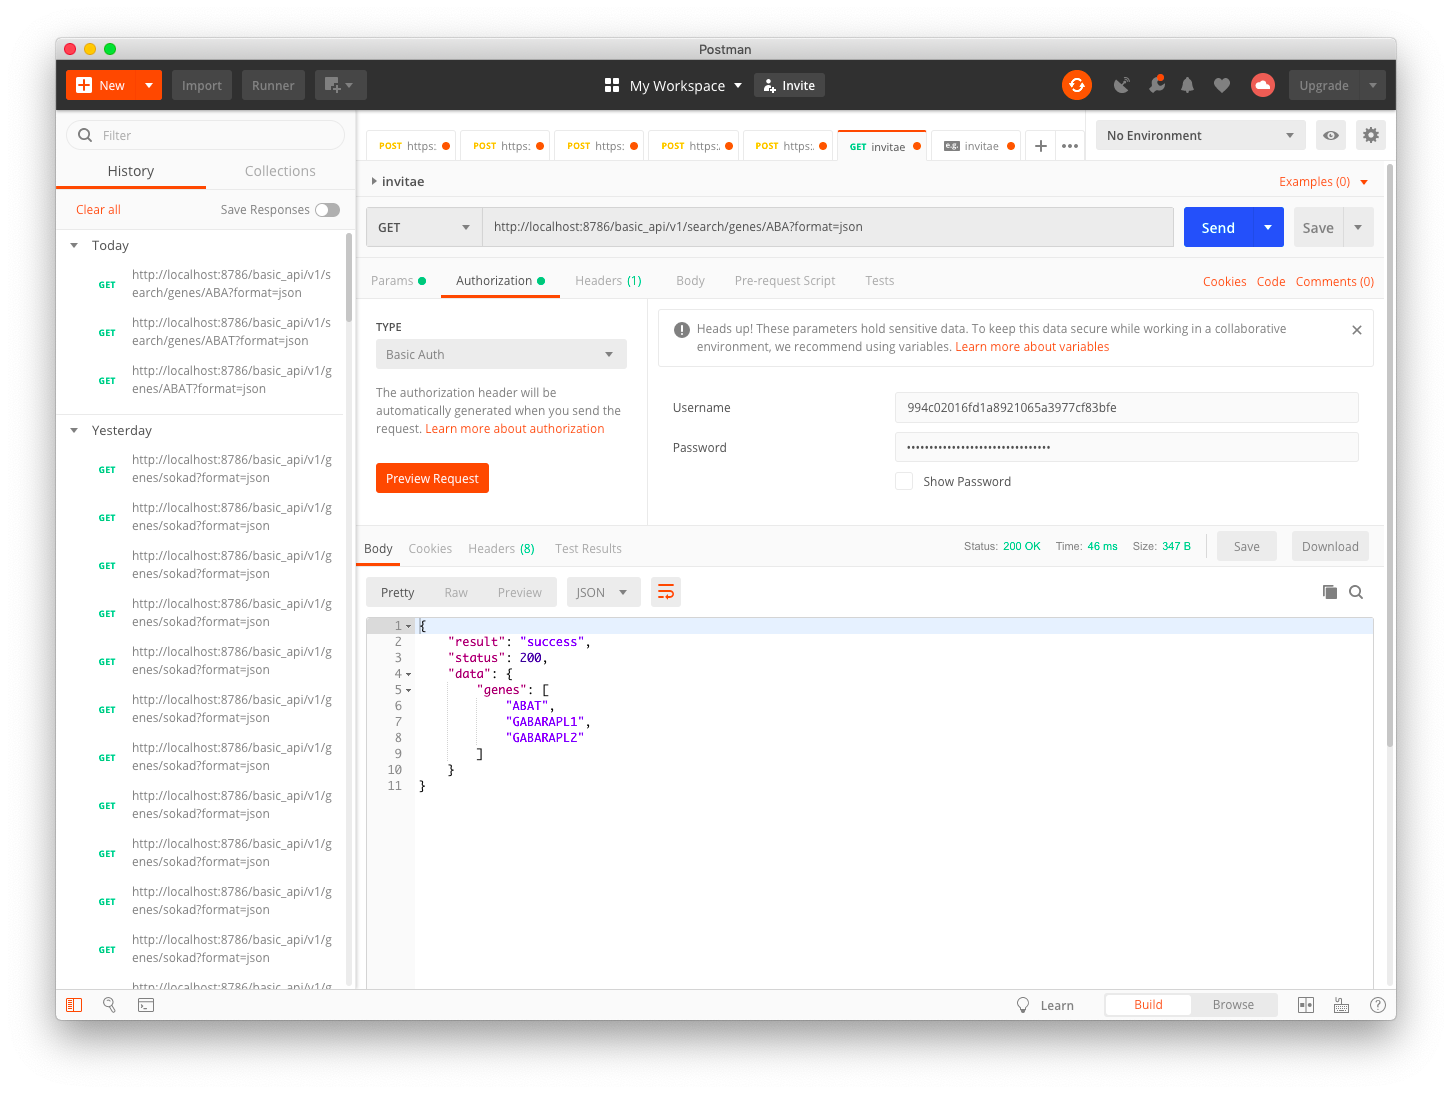 Postman
New
Import
Runner
My Workspace
Invite
Upgrade
Filter
History
Collections
Clear all
Save Responses
Today
GET
http://localhost:8786/basic_api/v1/s
earch/genes/ABA?format=json
GET
http://localhost:8786/basic_api/v1/s
earch/genes/ABAT?format=json
GET
http://localhost:8786/basic_api/v1/g
enes/ABAT?format=json
Yesterday
GET
http://localhost:8786/basic_api/v1/g
enes/sokad?format=json
GET
http://localhost:8786/basic_api/v1/g
enes/sokad?format=json
GET
http://localhost:8786/basic_api/v1/g
enes/sokad?format=json
GET
http://localhost:8786/basic_api/v1/g
enes/sokad?format=json
GET
http://localhost:8786/basic_api/v1/g
enes/sokad?format=json
GET
http://localhost:8786/basic_api/v1/g
enes/sokad?format=json
GET
http://localhost:8786/basic_api/v1/g
enes/sokad?format=json
GET
http://localhost:8786/basic_api/v1/g
enes/sokad?format=json
GET
http://localhost:8786/basic_api/v1/g
enes/sokad?format=json
GET
http://localhost:8786/basic_api/v1/g
enes/sokad?format=json
GET
http://localhost:8786/basic_api/v1/g
enes/sokad?format=json
http://localhost:8786/basic_api/v1/g
POST https:
POST https:
POST https:
POST https:.
POST https:.
GET invitae
e.g. invitae
No Environment
invitae
Examples (0)
GET
http://localhost:8786/basic_api/v1/search/genes/ABA?format=json
Send
Save
Params
Authorization
Headers (1)
Body
Pre-request Script
Tests
Cookies
Code
Comments (0)
TYPE
Basic Auth
The authorization header will be
automatically generated when you send the
request. Learn more about authorization
Preview Request
Heads up! These parameters hold sensitive data. To keep this data secure while working in a collaborative
environment, we recommend using variables. Learn more about variables
Username
994c02016fd1a8921065a3977cf83bfe
Password
Show Password
Body
Cookies
Headers (8)
Test Results
Status: 200 OK
Time: 46 ms
Size: 347 B
Save
Download
Pretty
Raw
Preview
JSON
1 {
2 "result": "success",
3 "status": 200,
4 "data": {
5 "genes": [
6 "ABAT",
7 "GABARAPL1",
8 "GABARAPL2"
9 ]
10 }
11 }
Learn
Build
Browse